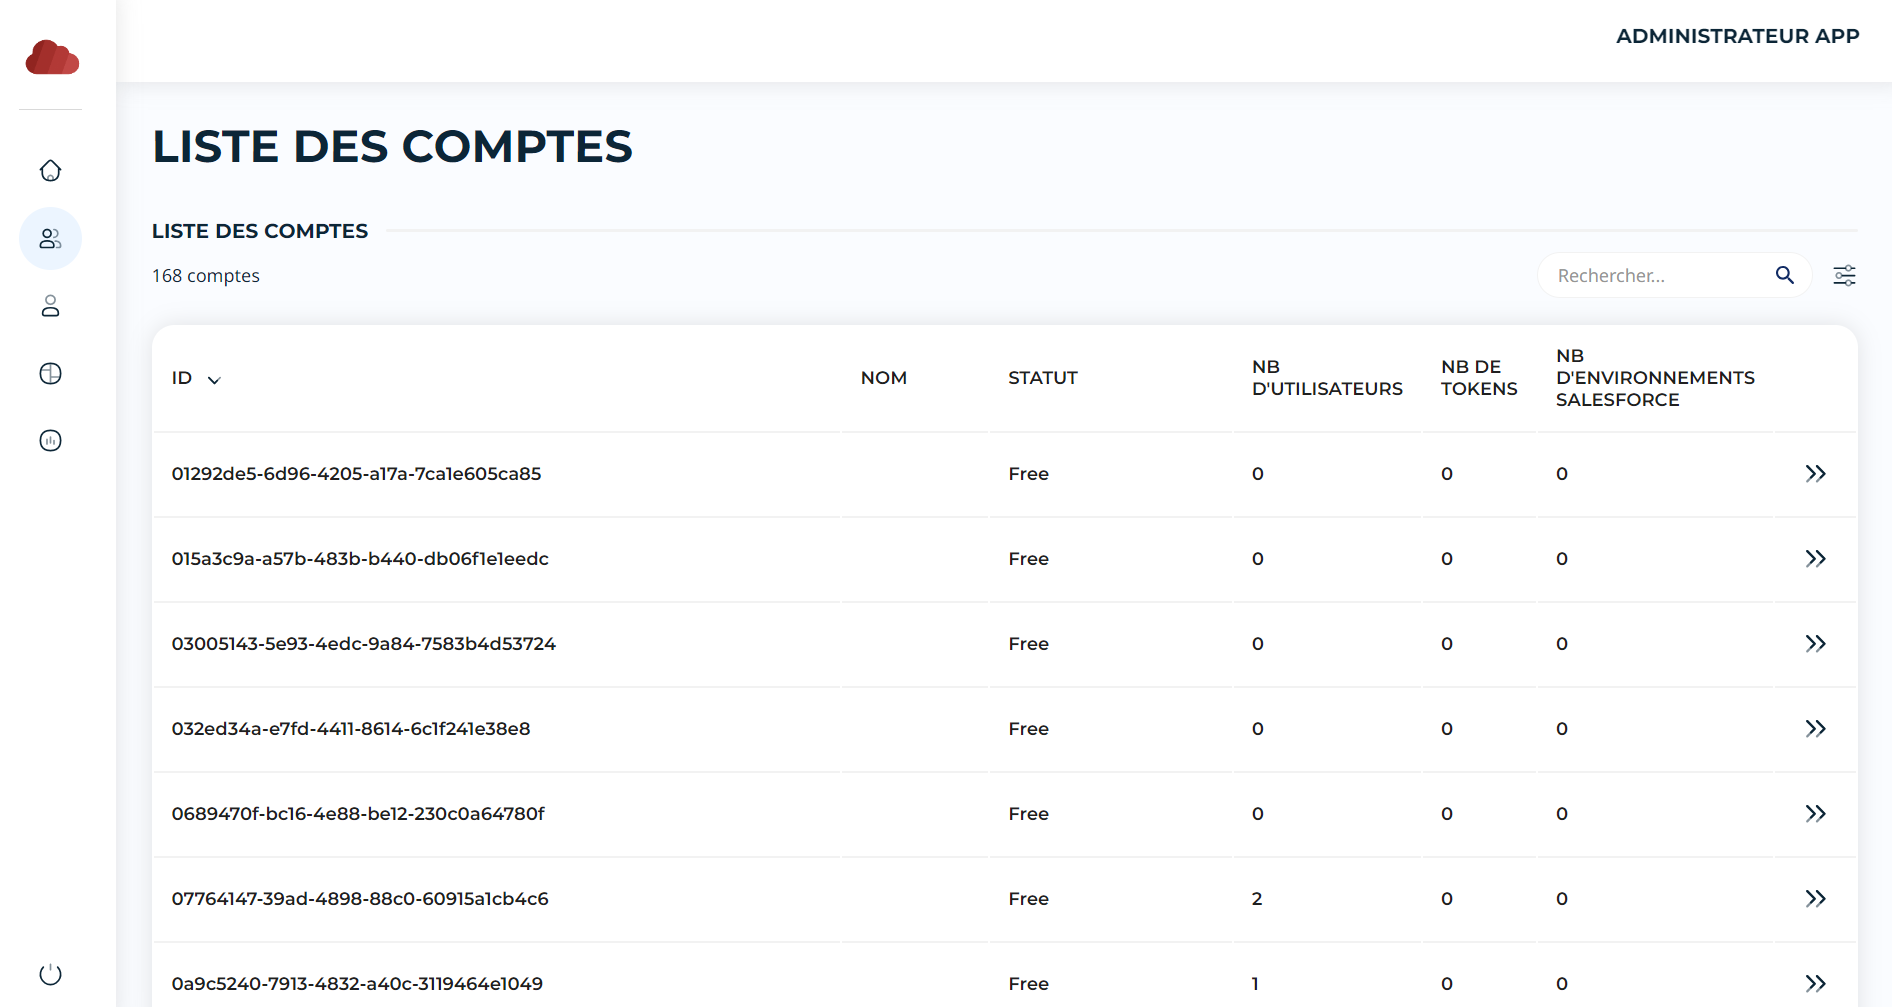 ADMINISTRATEUR APP
LISTE DES COMPTES
LISTE DES COMPTES
168 comptes
Rechercher...
ID NOM STATUT NB D'UTILISATEURS NB DE TOKENS NB D'ENVIRONNEMENTS SALESFORCE
01292de5-6d96-4205-a17a-7ca1e605ca85 Free 0 0 0
015a3c9a-a57b-483b-b440-db06f1e1eedc Free 0 0 0
03005143-5e93-4edc-9a84-7583b4d53724 Free 0 0 0
032ed34a-e7fd-4411-8614-6c1f241e38e8 Free 0 0 0
0689470f-bc16-4e88-be12-230c0a64780f Free 0 0 0
07764147-39ad-4898-88c0-60915a1cb4c6 Free 2 0 0
0a9c5240-7913-4832-a40c-3119464e1049 Free 1 0 0